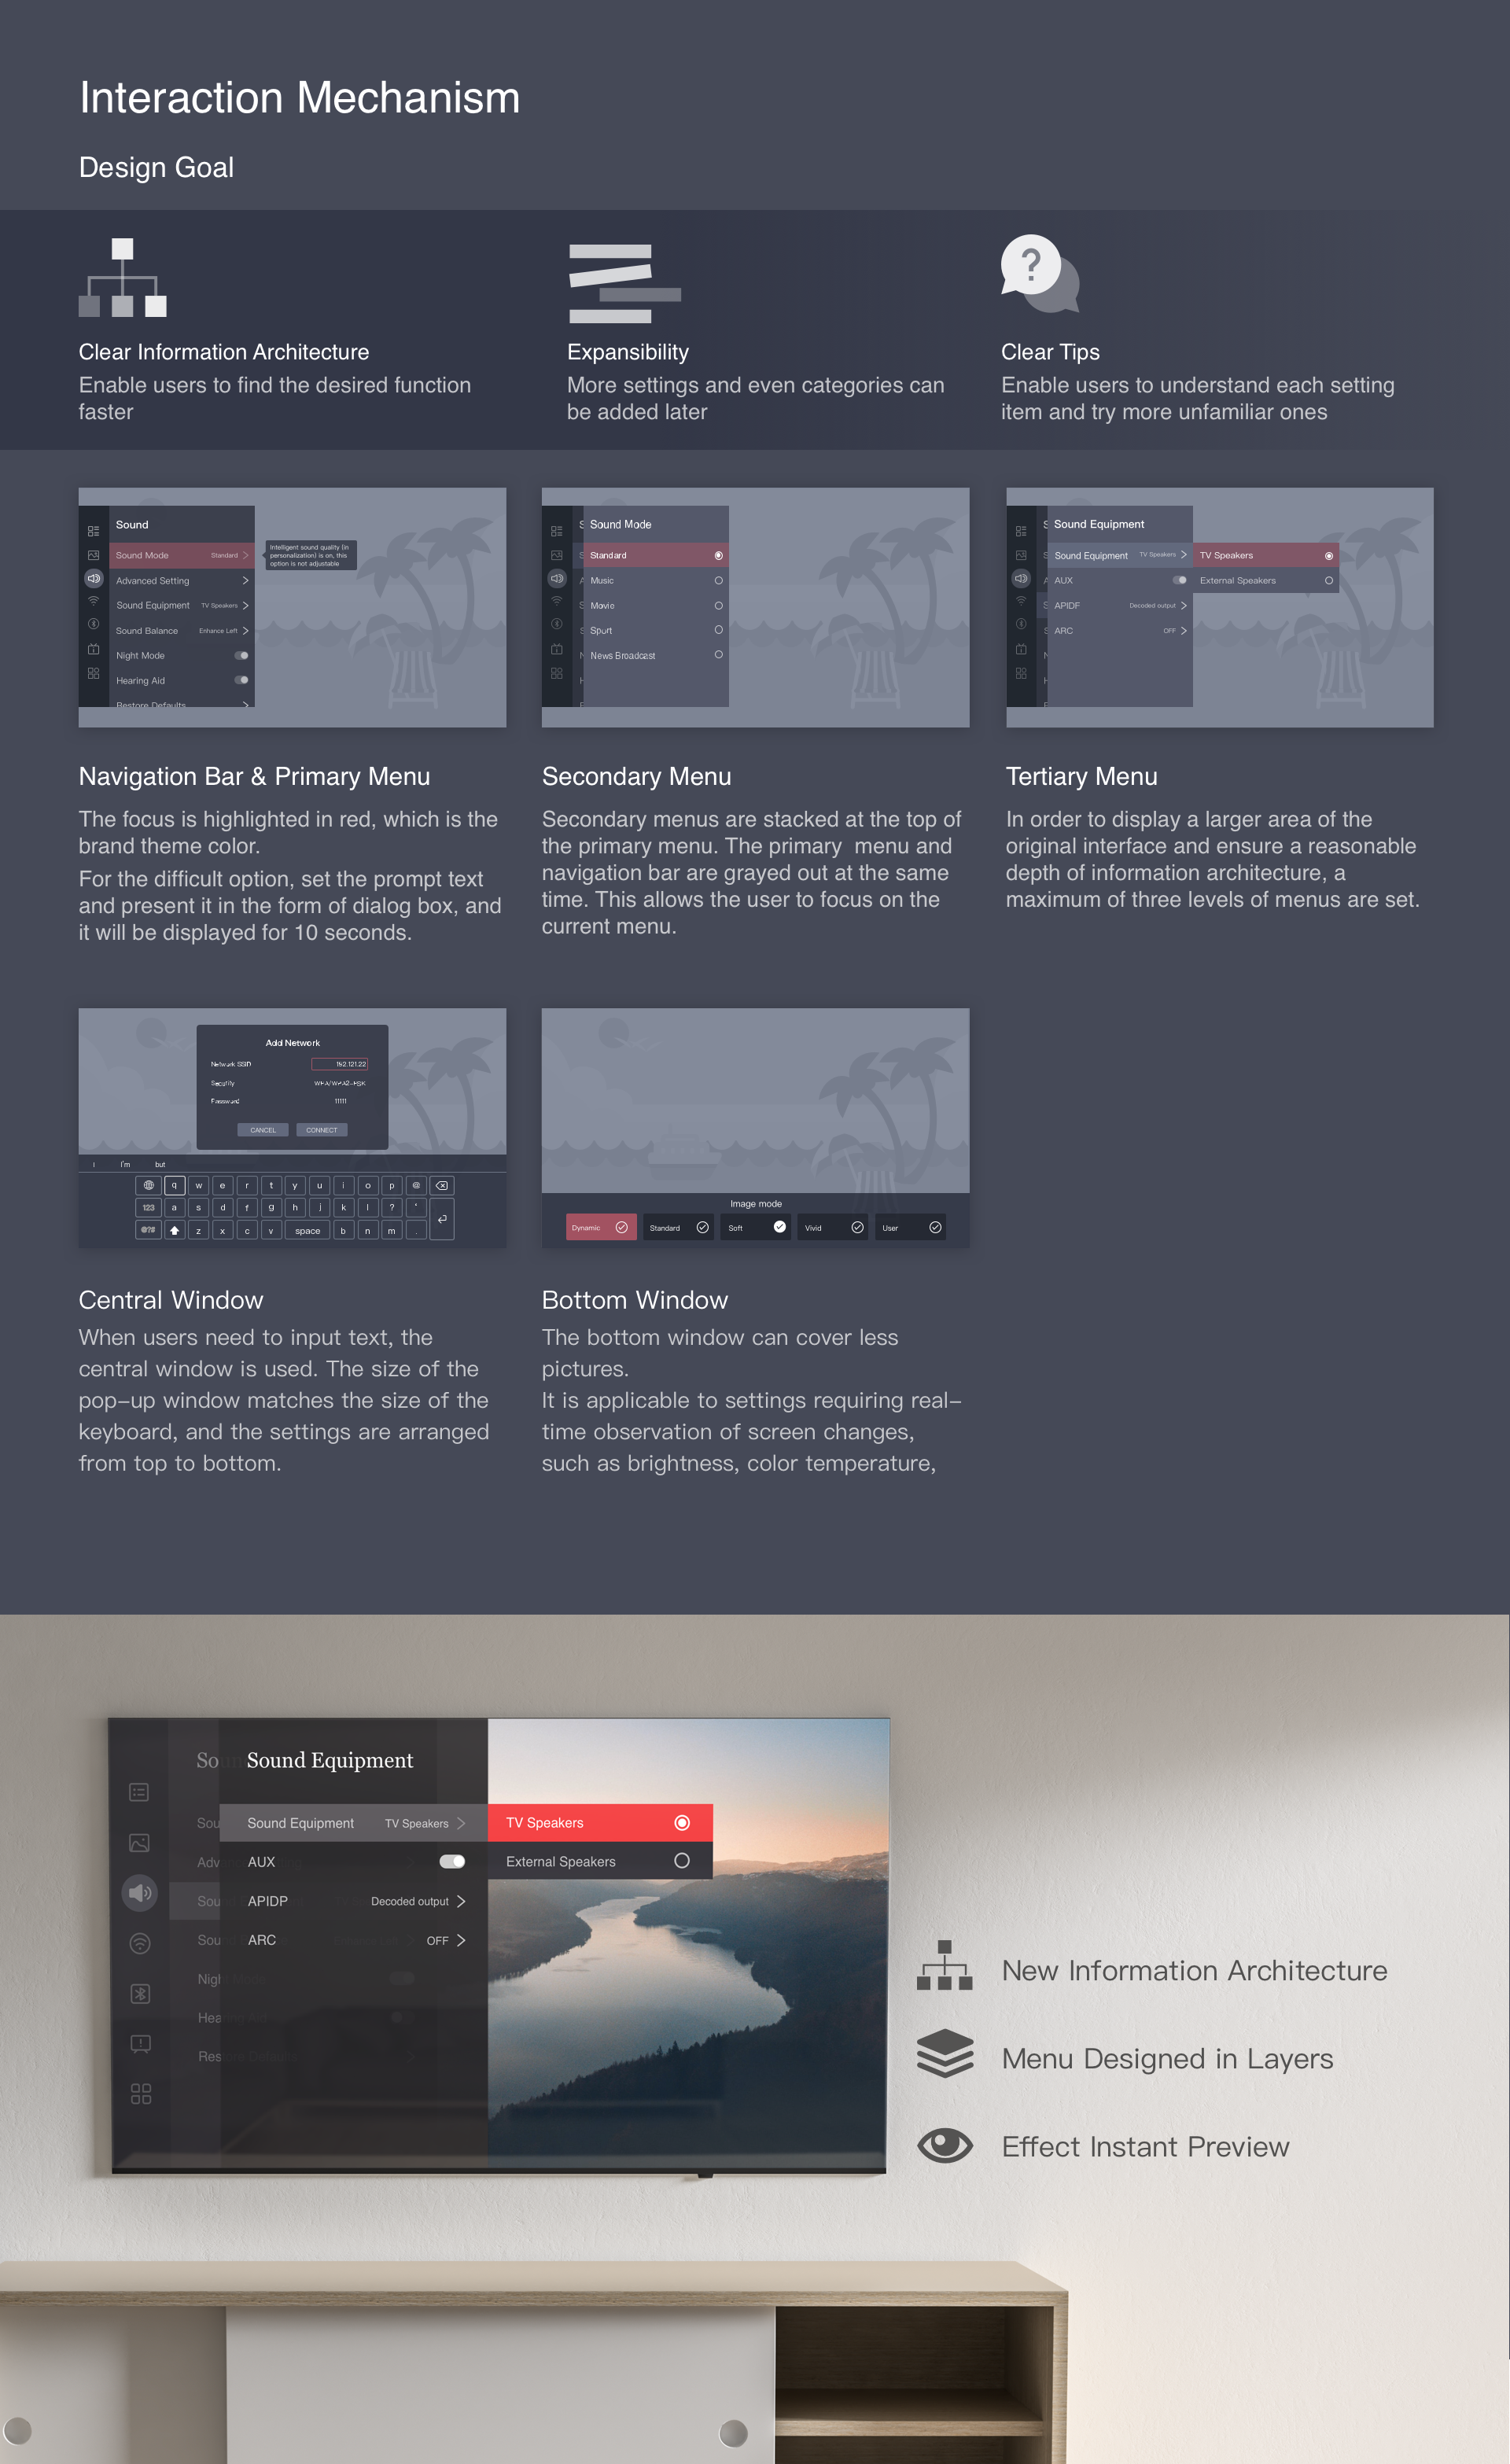 Interaction Mechanism
Design Goal
Clear Information Architecture
Enable users to find the desired function
faster
Expansibility
More settings and even categories can
be added later
Clear Tips
Enable users to understand each setting
item and try more unfamiliar ones
Sound
Sound Mode Standard
Advanced Setting
Sound Equipment TV Speakers
Sound Balance Enhance Left
Night Mode
Hearing Aid
Restore Defaults
Intelligent sound quality (in
personalization) is on, this
option is not adjustable
Sound Mode
Standard
Music
Movie
Sport
News Broadcast
Sound Equipment
Sound Equipment TV Speakers
AUX
APIDF Decoded output
ARC OFF
TV Speakers
External Speakers
Navigation Bar & Primary Menu
The focus is highlighted in red, which is the
brand theme color.
For the difficult option, set the prompt text
and present it in the form of dialog box, and
it will be displayed for 10 seconds.
Secondary Menu
Secondary menus are stacked at the top of
the primary menu. The primary menu and
navigation bar are grayed out at the same
time. This allows the user to focus on the
current menu.
Tertiary Menu
In order to display a larger area of the
original interface and ensure a reasonable
depth of information architecture, a
maximum of three levels of menus are set.
Add Network
Network SSID 192.121.22
Security WPA/WPA2-PSK
Password 11111
CANCEL CONNECT
I I'm but
q w e r t y u i o p @
123 a s d f g h j k l ? '
@?# z x c v space b n m .
Image mode
Dynamic Standard Soft Vivid User
Central Window
When users need to input text, the
central window is used. The size of the
pop-up window matches the size of the
keyboard, and the settings are arranged
from top to bottom.
Bottom Window
The bottom window can cover less
pictures.
It is applicable to settings requiring real-
time observation of screen changes,
such as brightness, color temperature,
So Sound Equipment
Sou Sound Equipment TV Speakers
TV Speakers
Adv AUX
External Speakers
Sou APIDP Decoded output
Sou ARC OFF
Nigh
Hea
Res
New Information Architecture
Menu Designed in Layers
Effect Instant Preview